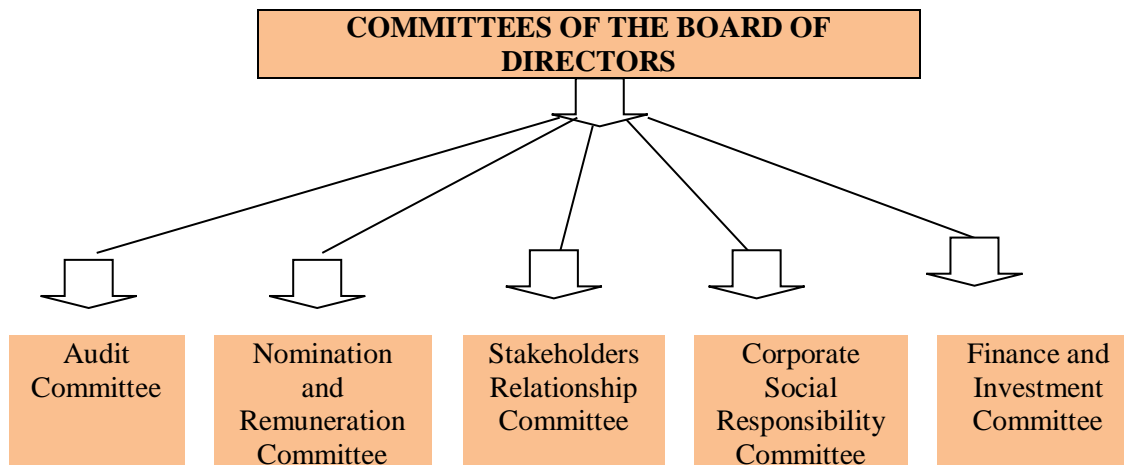 COMMITTEES OF THE BOARD OF
DIRECTORS
Audit
Committee
Nomination
and
Remuneration
Committee
Stakeholders
Relationship
Committee
Corporate
Social
Responsibility
Committee
Finance and
Investment
Committee